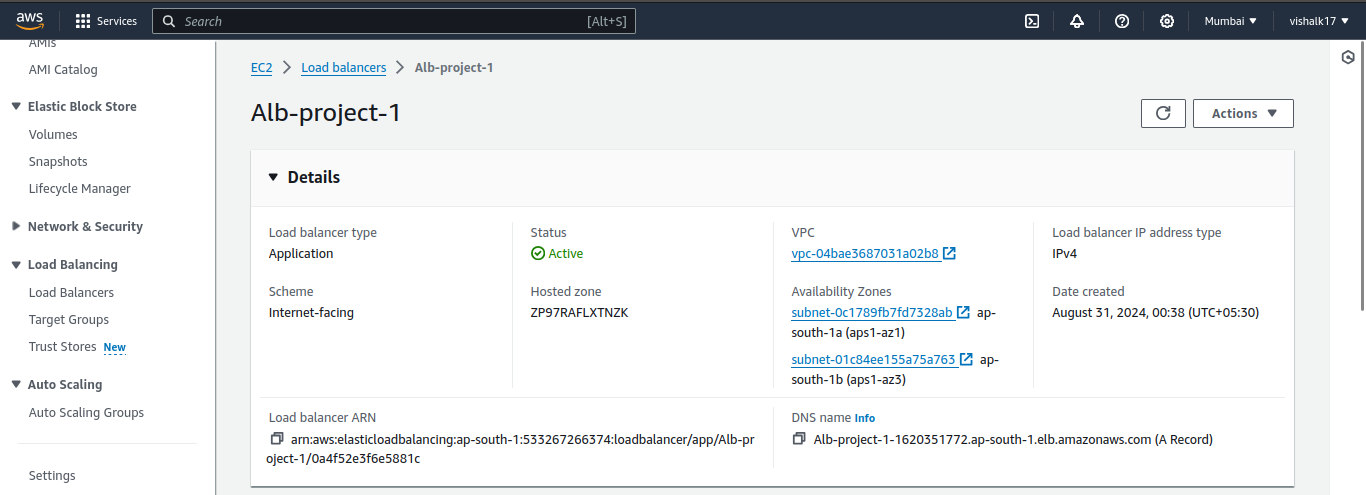 aws
Services
Search
[Alt+S]
Mumbai
vishalk17
AMIs
AMI Catalog
Elastic Block Store
Volumes
Snapshots
Lifecycle Manager
Network & Security
Load Balancing
Load Balancers
Target Groups
Trust Stores New
Auto Scaling
Auto Scaling Groups
Settings
EC2 > Load balancers > Alb-project-1
Alb-project-1
Actions
Details
Load balancer type
Application
Status
Active
VPC
vpc-04bae3687031a02b8
Load balancer IP address type
IPv4
Scheme
Internet-facing
Hosted zone
ZP97RAFLXTNZK
Availability Zones
subnet-0c1789fb7fd7328ab ap-
south-1a (aps1-az1)
subnet-01c84ee155a75a763 ap-
south-1b (aps1-az3)
Date created
August 31, 2024, 00:38 (UTC+05:30)
Load balancer ARN
arn:aws:elasticloadbalancing:ap-south-1:533267266374:loadbalancer/app/Alb-pr
oject-1/0a4f52e3f6e5881c
DNS name Info
Alb-project-1-1620351772.ap-south-1.elb.amazonaws.com (A Record)